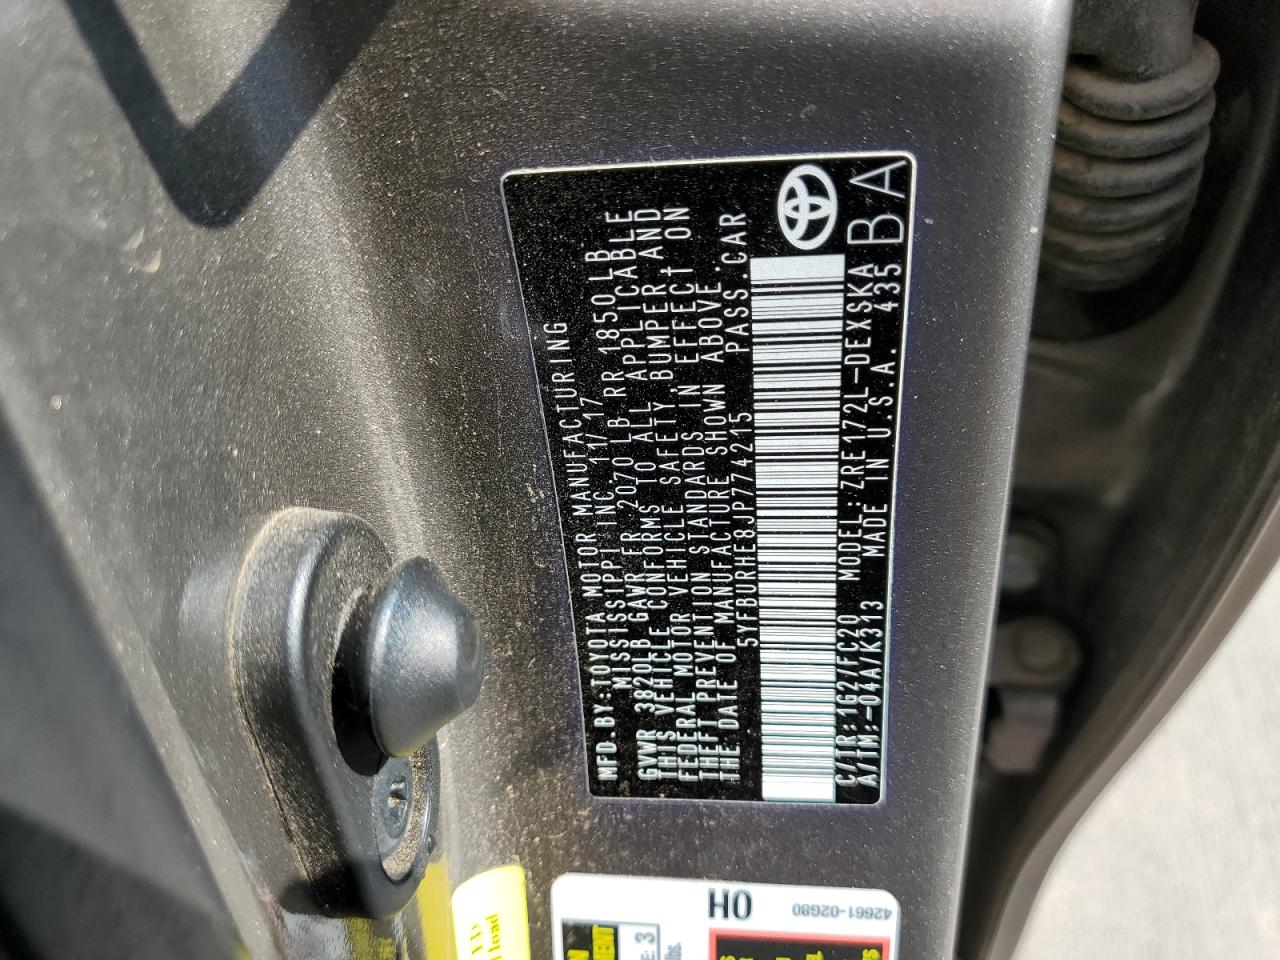 MFD.BY:TOYOTA MOTOR MANUFACTURING
MISSISSIPPI INC. 11/17
GVWR 3820LB GAWR FR 2070 LB RR 1850LB
THIS VEHICLE CONFORMS TO ALL APPLICABLE
FEDERAL MOTOR VEHICLE SAFETY,BUMPER,AND
THEFT PREVENTION STANDARDS IN EFFECT ON
THE DATE OF MANUFACTURE SHOWN ABOVE.
5YFBURHE8JP774215 PASS.CAR
C/TR:1G2/FC20 MODEL:ZRE172L-DEXSKA BA
A/TM:-04A/K313 MADE IN U.S.A. 435
OH
42661-02G80
load